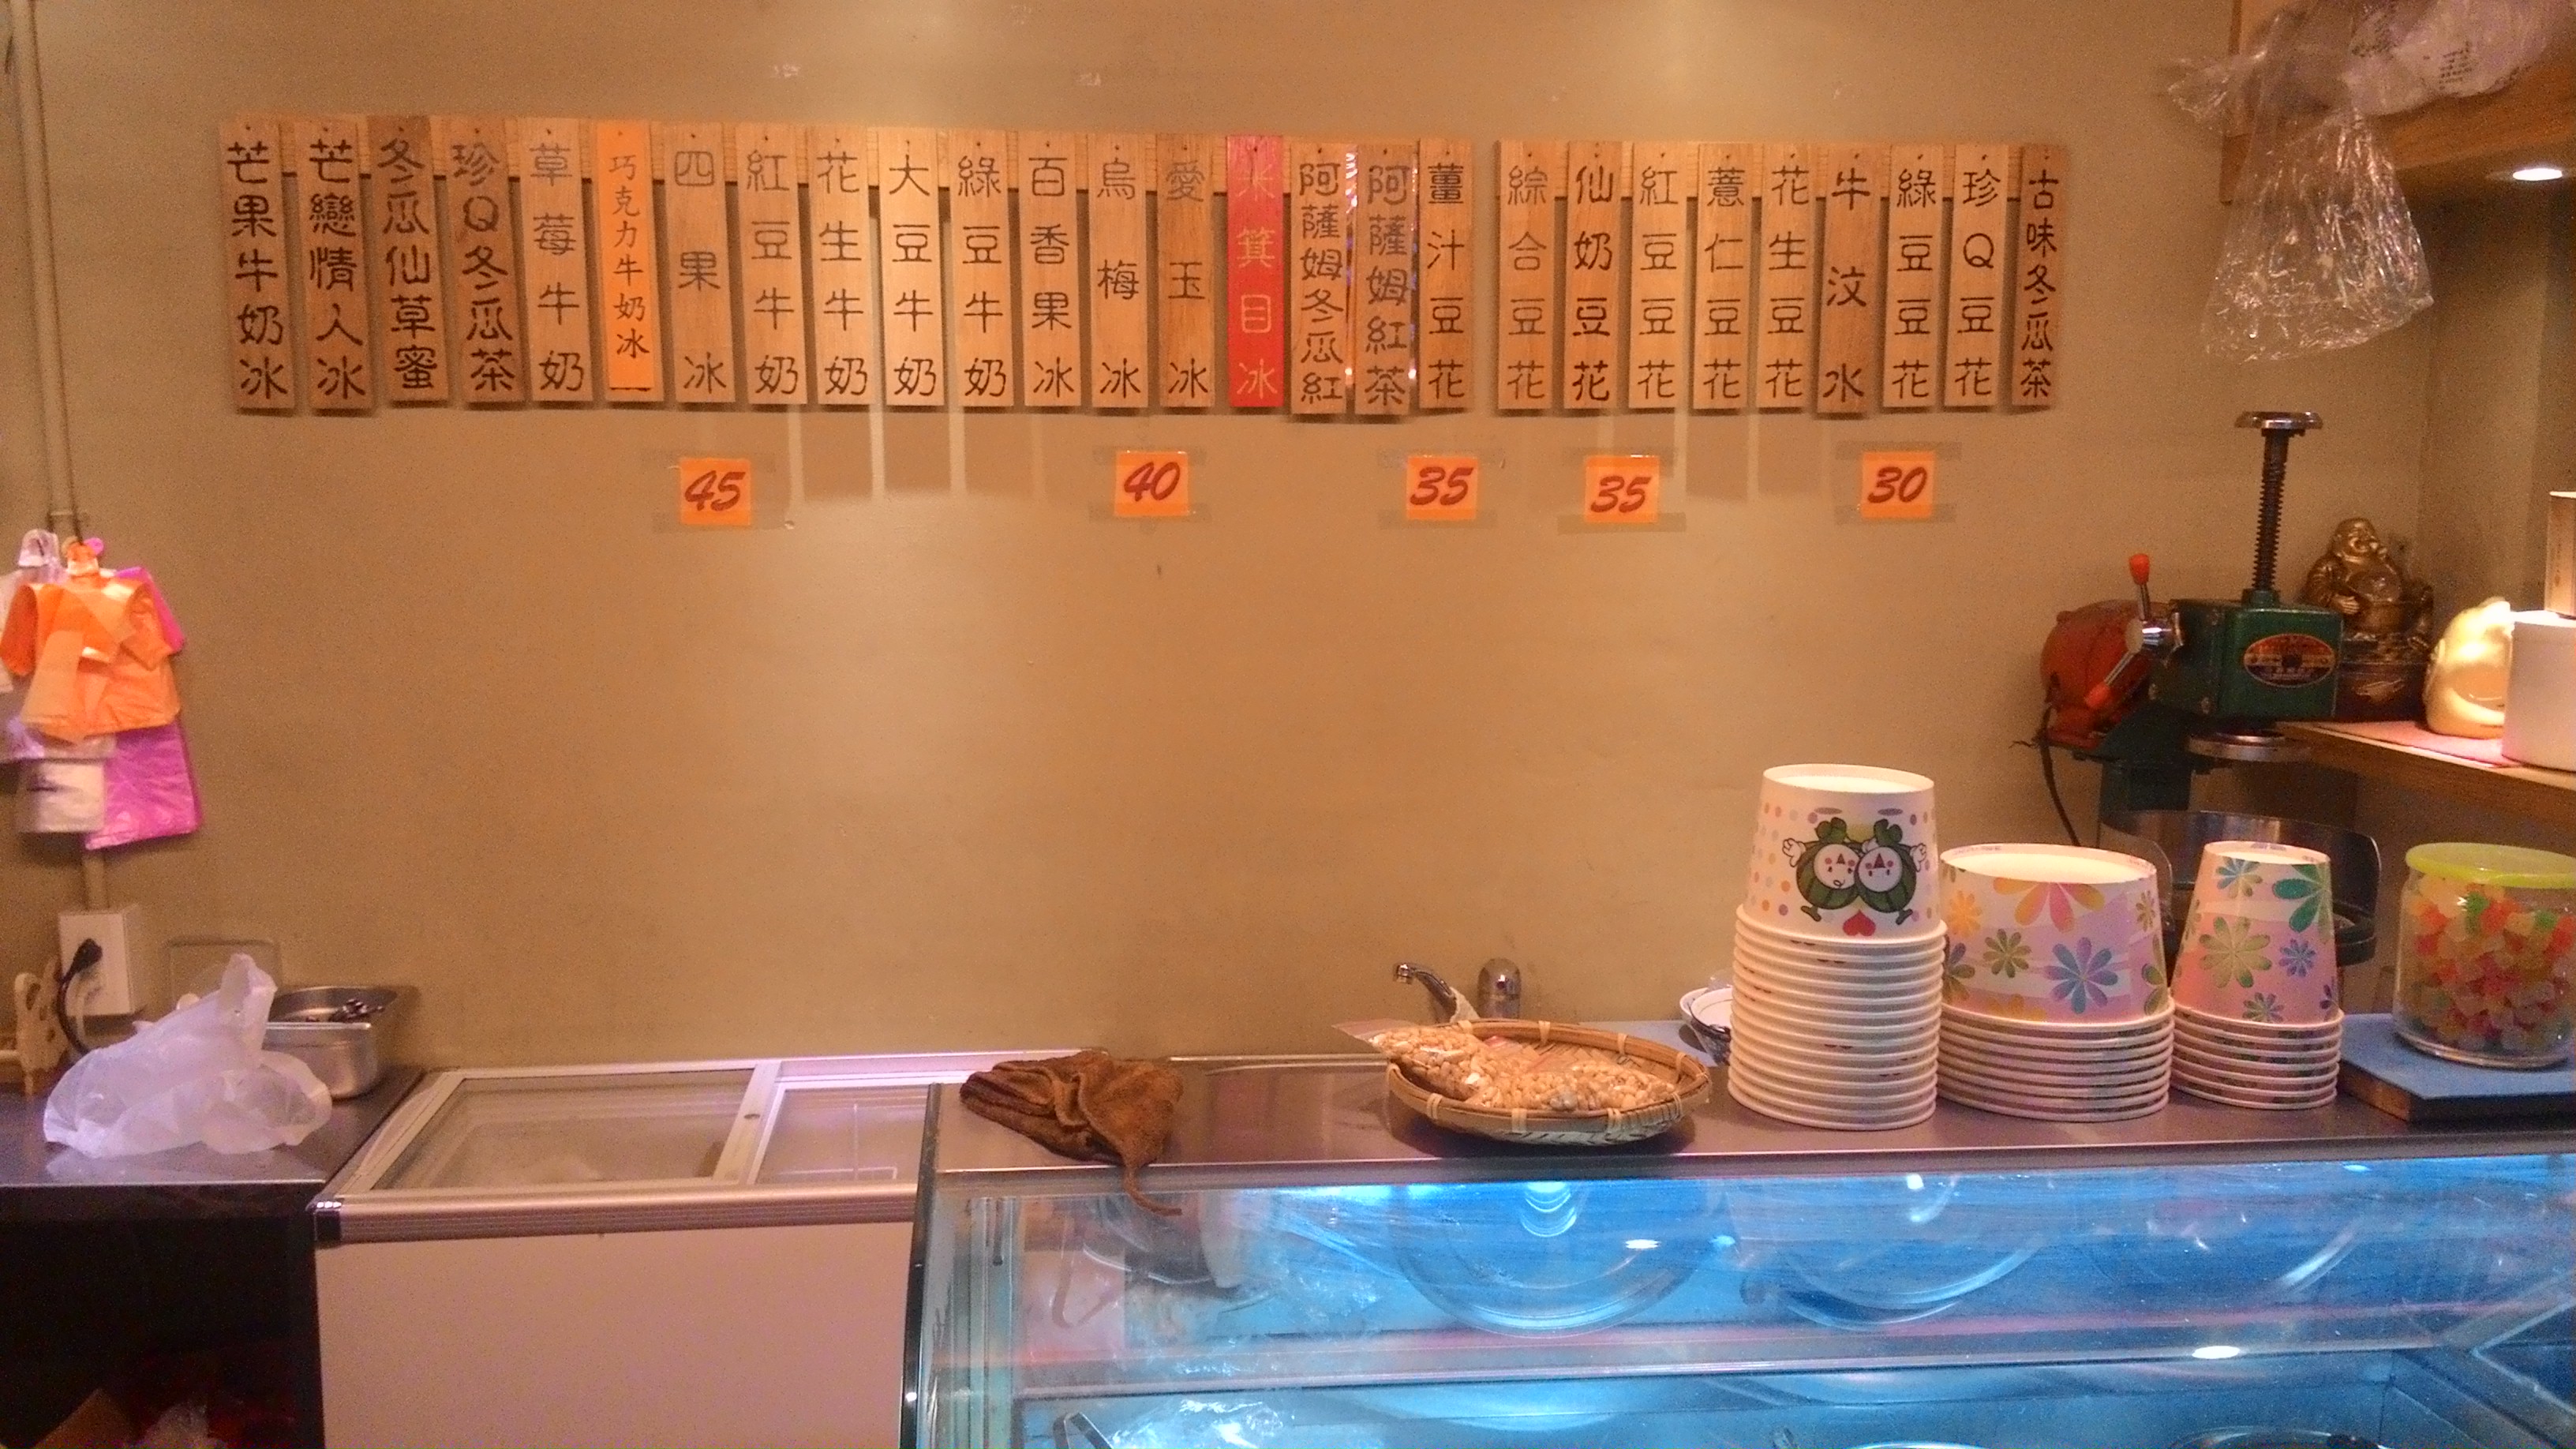 芒果牛奶冰
芒戀情人冰
冬瓜仙草蜜
珍Q冬瓜茶
草莓牛奶
巧克力牛奶冰
四果冰
紅豆牛奶
花生牛奶
大豆牛奶
綠豆牛奶
百香果冰
烏梅冰
愛玉冰
米篩目冰
阿薩姆冬瓜紅
阿薩姆紅茶
薑汁豆花
綜合豆花
仙奶豆花
紅豆豆花
薏仁豆花
花生豆花
牛汶水
綠豆豆花
珍Q豆花
古味冬瓜茶
45
40
35
35
30